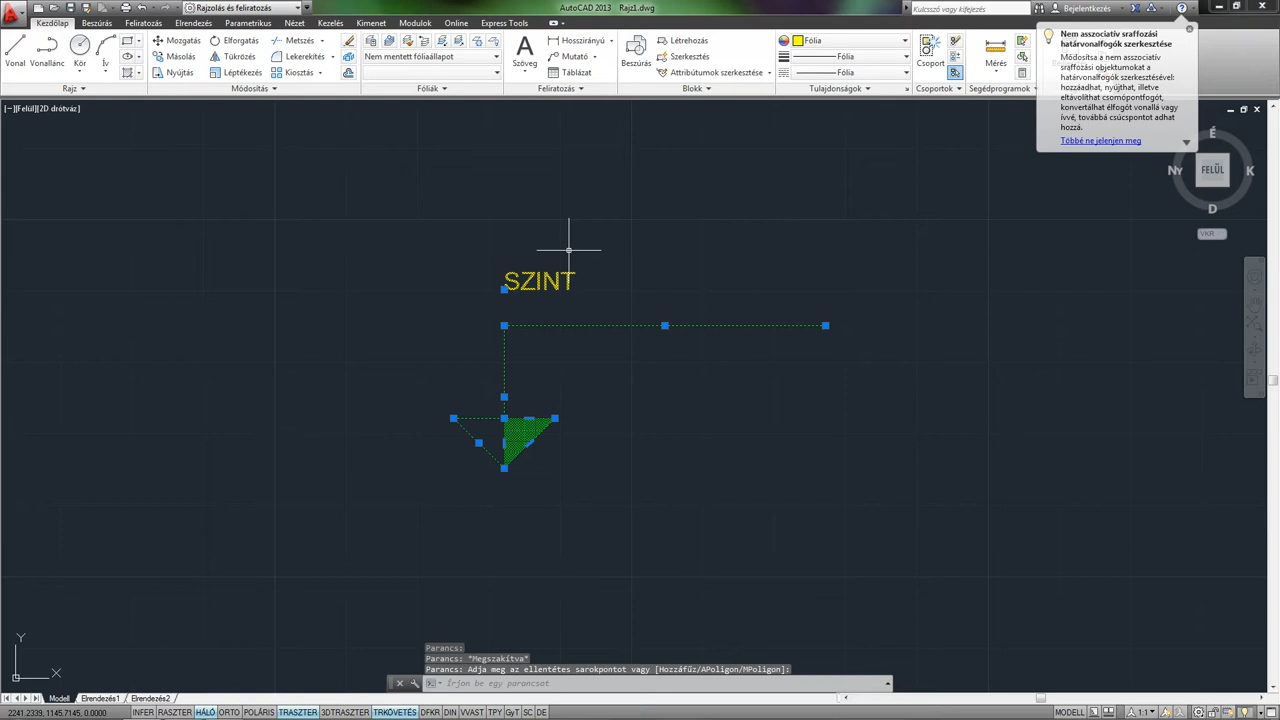 Rajzolás és feliratozás
AutoCAD 2013 Rajz1.dwg
Kulcsszó vagy kifejezés
Bejelentkezés
Kezdőlap
Beszúrás
Feliratozás
Elrendezés
Parametrikus
Nézet
Kezelés
Kimenet
Modulok
Online
Express Tools
Vonal
Vonallánc
Kör
Ív
Mozgatás
Elforgatás
Metszés
Másolás
Tükrözés
Lekerekítés
Nyújtás
Léptékezés
Kiosztás
Nem mentett fóliaállapot
Szöveg
Hosszirányú
Mutató
Táblázat
Beszúrás
Létrehozás
Szerkesztés
Attribútumok szerkesztése
Fólia
Fólia
Fólia
Csoport
Mérés
Rajz
Módosítás
Fóliák
Feliratozás
Blokk
Tulajdonságok
Csoportok
Segédprogramok
Nem asszociatív sraffozási
határvonalfogók szerkesztése
Módosítsa a nem asszociatív
sraffozási objektumokat a
határvonalfogók szerkesztésével:
hozzáadhat, nyújthat, illetve
eltávolíthat csomópontfogót,
konvertálhat élfogót vonallá vagy
ívvé, továbbá csúcspontot adhat
hozzá.
Többé ne jelenjen meg
[−][Felül][2D drótváz]
É
NY
FELÜL
K
D
VKR
SZINT
Y
X
Parancs:
Parancs: *Megszakítva*
Parancs: Adja meg az ellentétes sarokpontot vagy [Hozzáfűz/APoligon/MPoligon]:
Írjon be egy parancsot
Modell
Elrendezés1
Elrendezés2
2241.2339, 1145.7145, 0.0000
INFER
RASZTER
HÁLÓ
ORTO
POLÁRIS
TRASZTER
3DTRASZTER
TRKÖVETÉS
DFKR
DIN
VVAST
TPY
GyT
SC
DE
MODELL
1:1